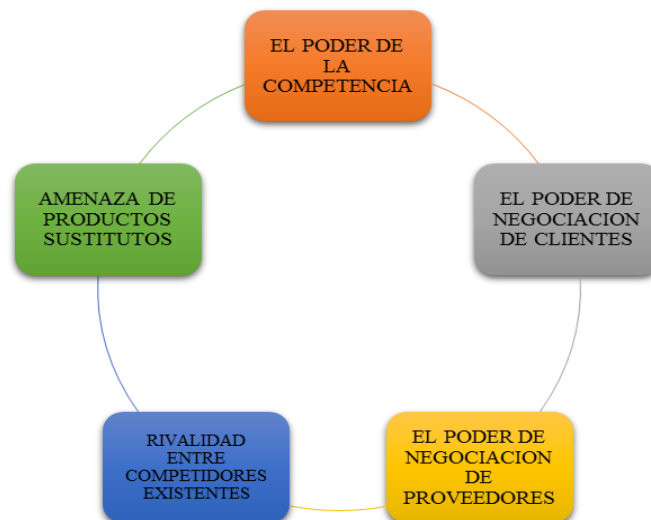 EL PODER DE
LA
COMPETENCIA
EL PODER DE
NEGOCIACION
DE CLIENTES
EL PODER DE
NEGOCIACION
DE
PROVEEDORES
RIVALIDAD
ENTRE
COMPETIDORES
EXISTENTES
AMENAZA DE
PRODUCTOS
SUSTITUTOS